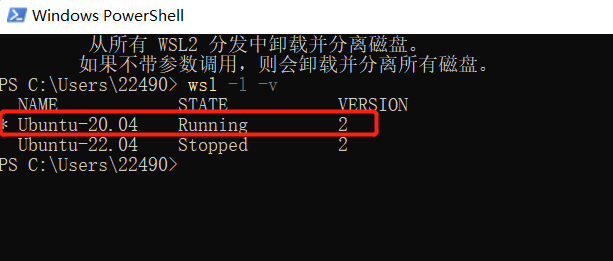 Windows PowerShell
从所有 WSL2 分发中卸载并分离磁盘。
如果不带参数调用，则会卸载并分离所有磁盘。
PS C:\Users\22490> wsl -l -v
NAME STATE VERSION
* Ubuntu-20.04 Running 2
Ubuntu-22.04 Stopped 2
PS C:\Users\22490>